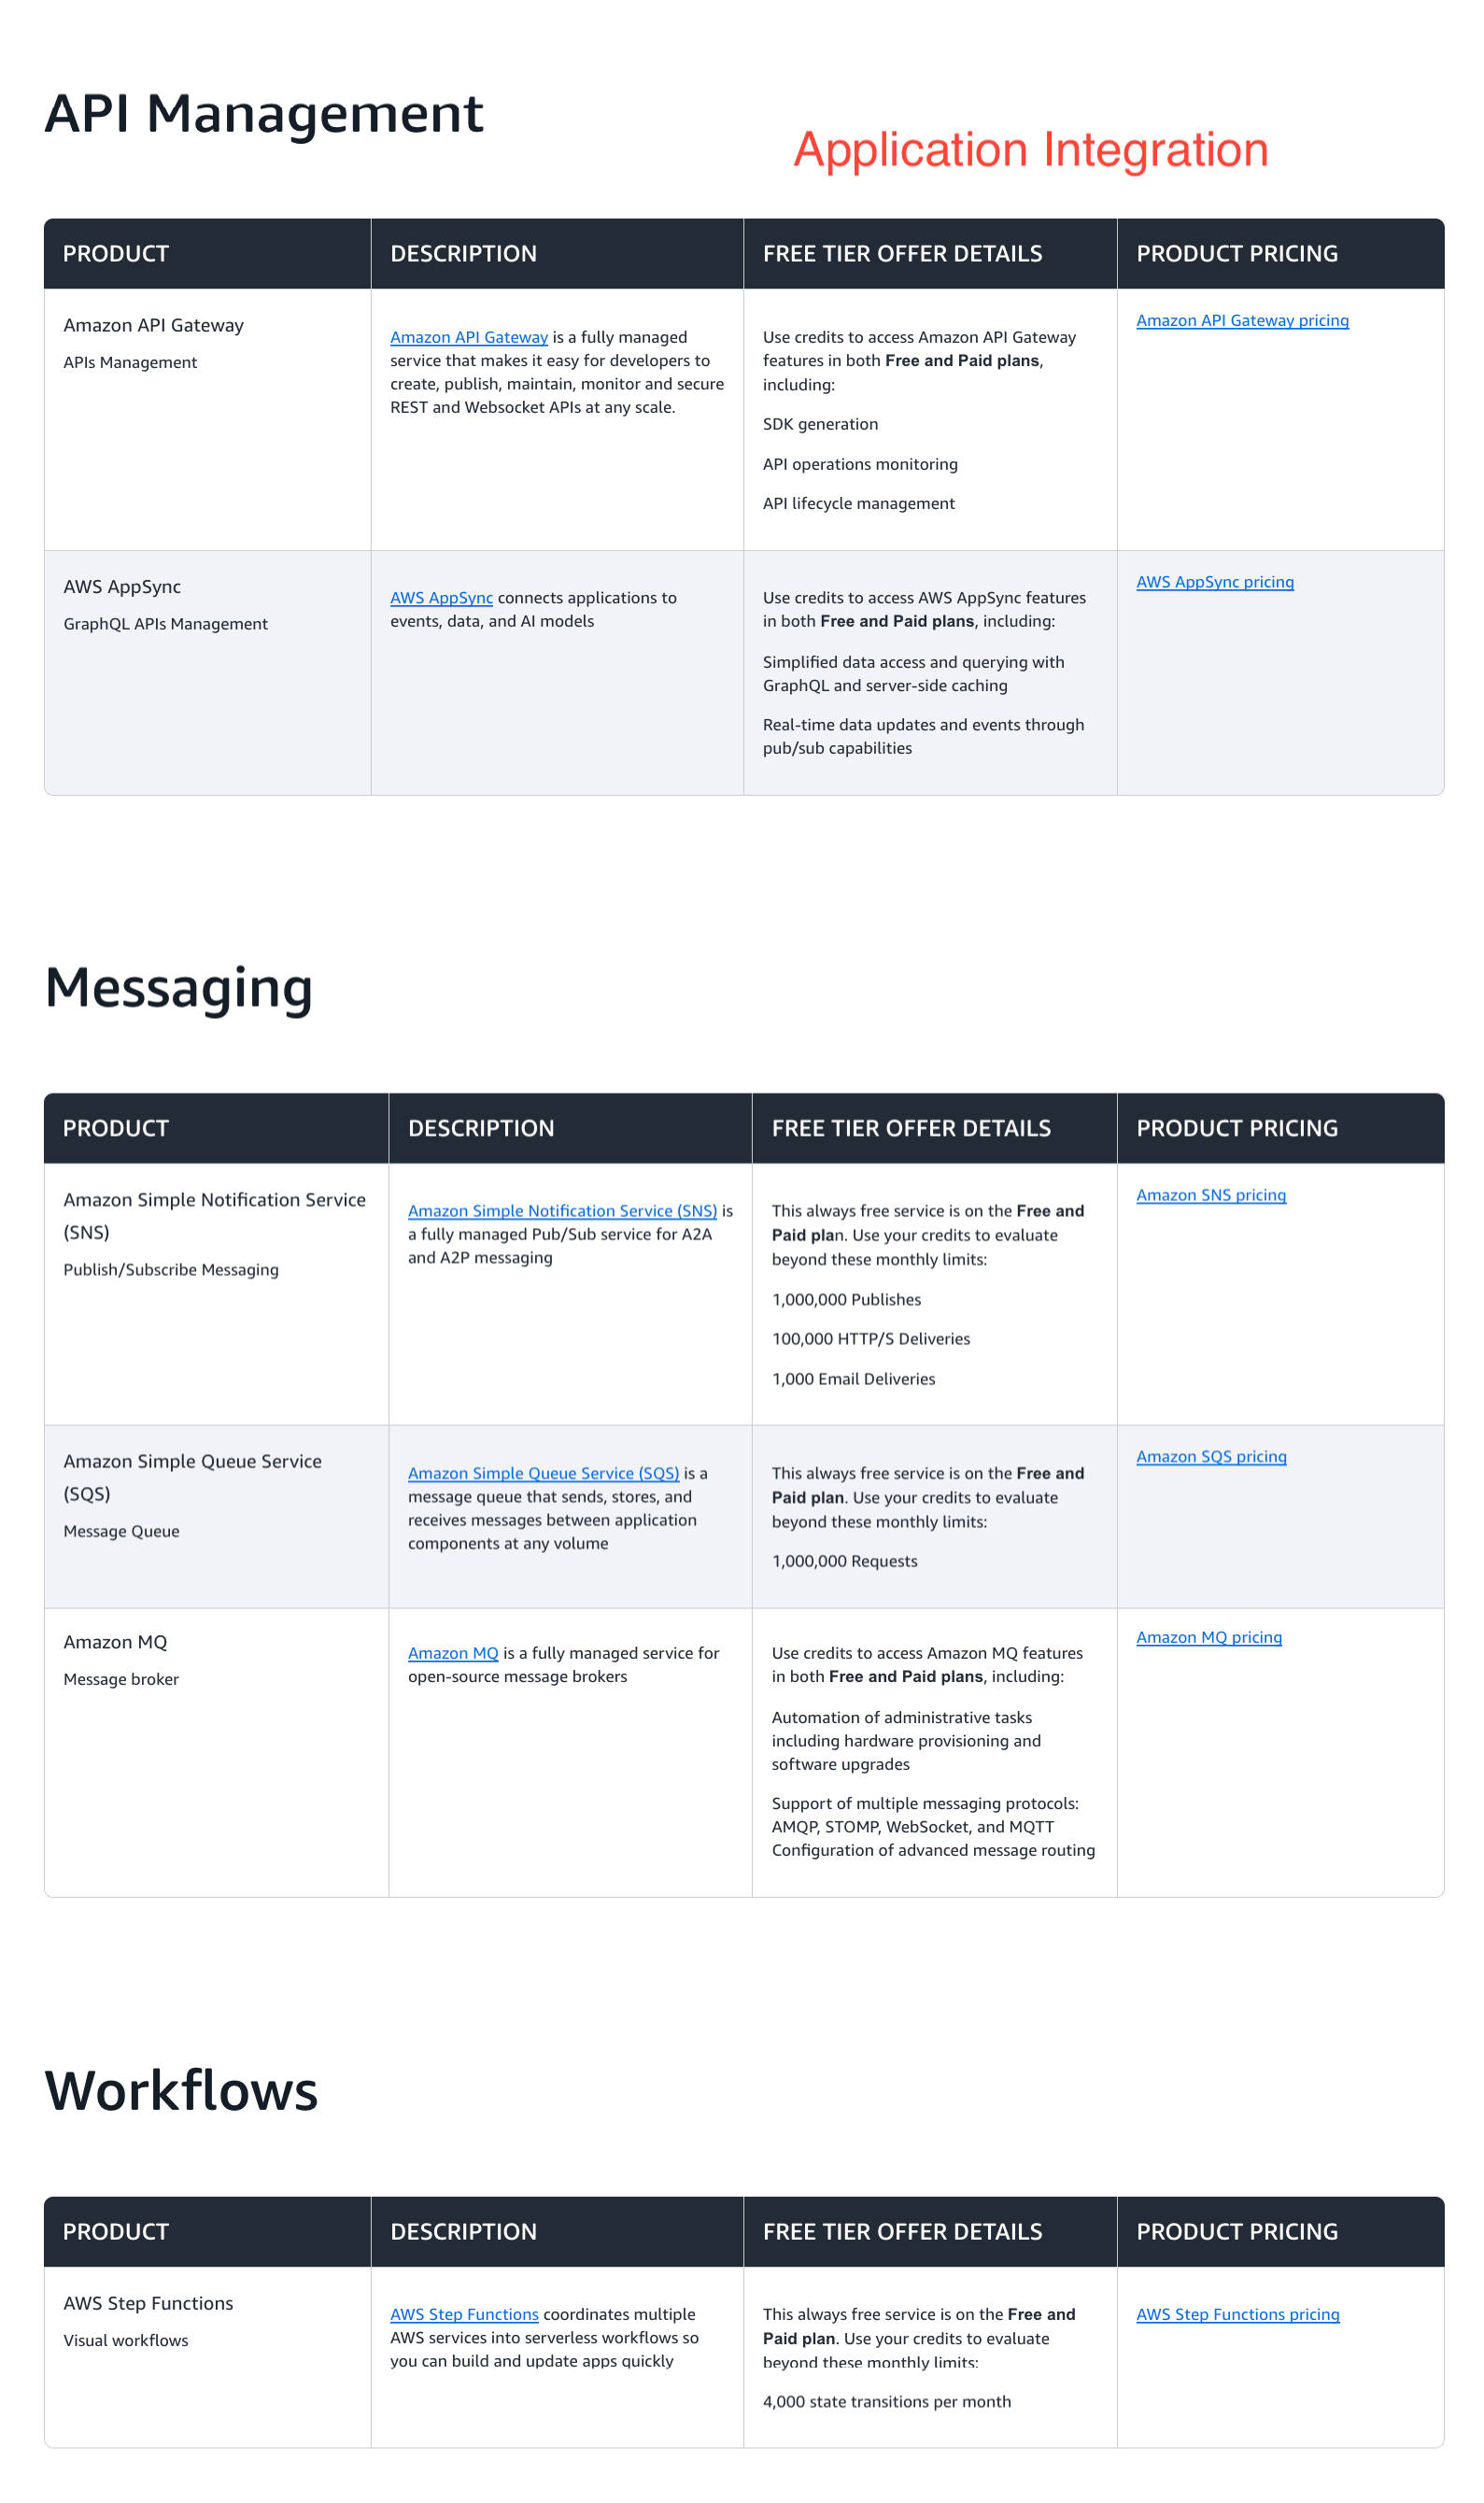 API Management
Application Integration
PRODUCT
DESCRIPTION
FREE TIER OFFER DETAILS
PRODUCT PRICING
Amazon API Gateway
APIs Management
Amazon API Gateway is a fully managed
service that makes it easy for developers to
create, publish, maintain, monitor and secure
REST and Websocket APIs at any scale.
Use credits to access Amazon API Gateway
features in both Free and Paid plans,
including:
SDK generation
API operations monitoring
API lifecycle management
Amazon API Gateway pricing
AWS AppSync
GraphQL APIs Management
AWS AppSync connects applications to
events, data, and AI models
Use credits to access AWS AppSync features
in both Free and Paid plans, including:
Simplified data access and querying with
GraphQL and server-side caching
Real-time data updates and events through
pub/sub capabilities
AWS AppSync pricing
Messaging
PRODUCT
DESCRIPTION
FREE TIER OFFER DETAILS
PRODUCT PRICING
Amazon Simple Notification Service
(SNS)
Publish/Subscribe Messaging
Amazon Simple Notification Service (SNS) is
a fully managed Pub/Sub service for A2A
and A2P messaging
This always free service is on the Free and
Paid plan. Use your credits to evaluate
beyond these monthly limits:
1,000,000 Publishes
100,000 HTTP/S Deliveries
1,000 Email Deliveries
Amazon SNS pricing
Amazon Simple Queue Service
(SQS)
Message Queue
Amazon Simple Queue Service (SQS) is a
message queue that sends, stores, and
receives messages between application
components at any volume
This always free service is on the Free and
Paid plan. Use your credits to evaluate
beyond these monthly limits:
1,000,000 Requests
Amazon SQS pricing
Amazon MQ
Message broker
Amazon MQ is a fully managed service for
open-source message brokers
Use credits to access Amazon MQ features
in both Free and Paid plans, including:
Automation of administrative tasks
including hardware provisioning and
software upgrades
Support of multiple messaging protocols:
AMQP, STOMP, WebSocket, and MQTT
Configuration of advanced message routing
Amazon MQ pricing
Workflows
PRODUCT
DESCRIPTION
FREE TIER OFFER DETAILS
PRODUCT PRICING
AWS Step Functions
Visual workflows
AWS Step Functions coordinates multiple
AWS services into serverless workflows so
you can build and update apps quickly
This always free service is on the Free and
Paid plan. Use your credits to evaluate
beyond these monthly limits:
4,000 state transitions per month
AWS Step Functions pricing